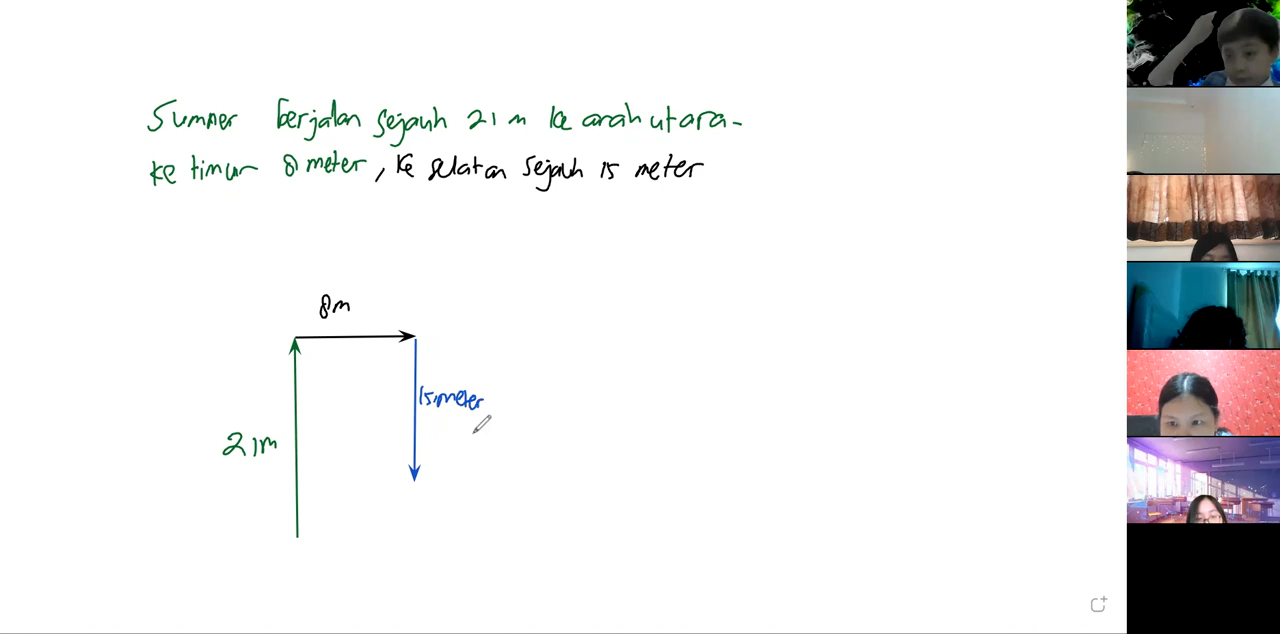 Summer berjalan sejauh 21 m ke arah utara-
ke timur 8 meter, ke selatan sejauh 15 meter
8m
15 meter
21m